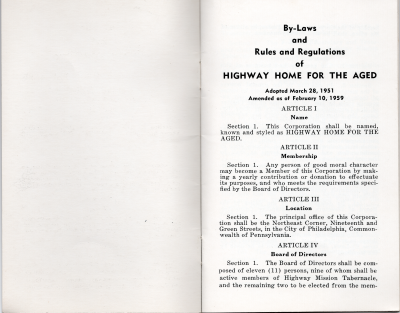 By-Laws
and
Rules and Regulations
of
HIGHWAY HOME FOR THE AGED
Adopted March 28, 1951
Amended as of February 10, 1959
ARTICLE I
Name
Section 1. This Corporation shall be named,
known and styled as HIGHWAY HOME FOR THE
AGED.
ARTICLE II
Membership
Section 1. Any person of good moral character
may become a Member of this Corporation by mak-
ing a yearly contribution or donation to effectuate
its purposes, and who meets the requirements speci-
fied by the Board of Directors.
ARTICLE III
Location
Section 1. The principal office of this Corpora-
tion shall be the Northeast Corner, Nineteenth and
Green Streets, in the City of Philadelphia, Common-
wealth of Pennsylvania.
ARTICLE IV
Board of Directors
Section 1. The Board of Directors shall be com-
posed of eleven (11) persons, nine of whom shall be
active members of Highway Mission Tabernacle,
and the remaining two to be elected from the mem-